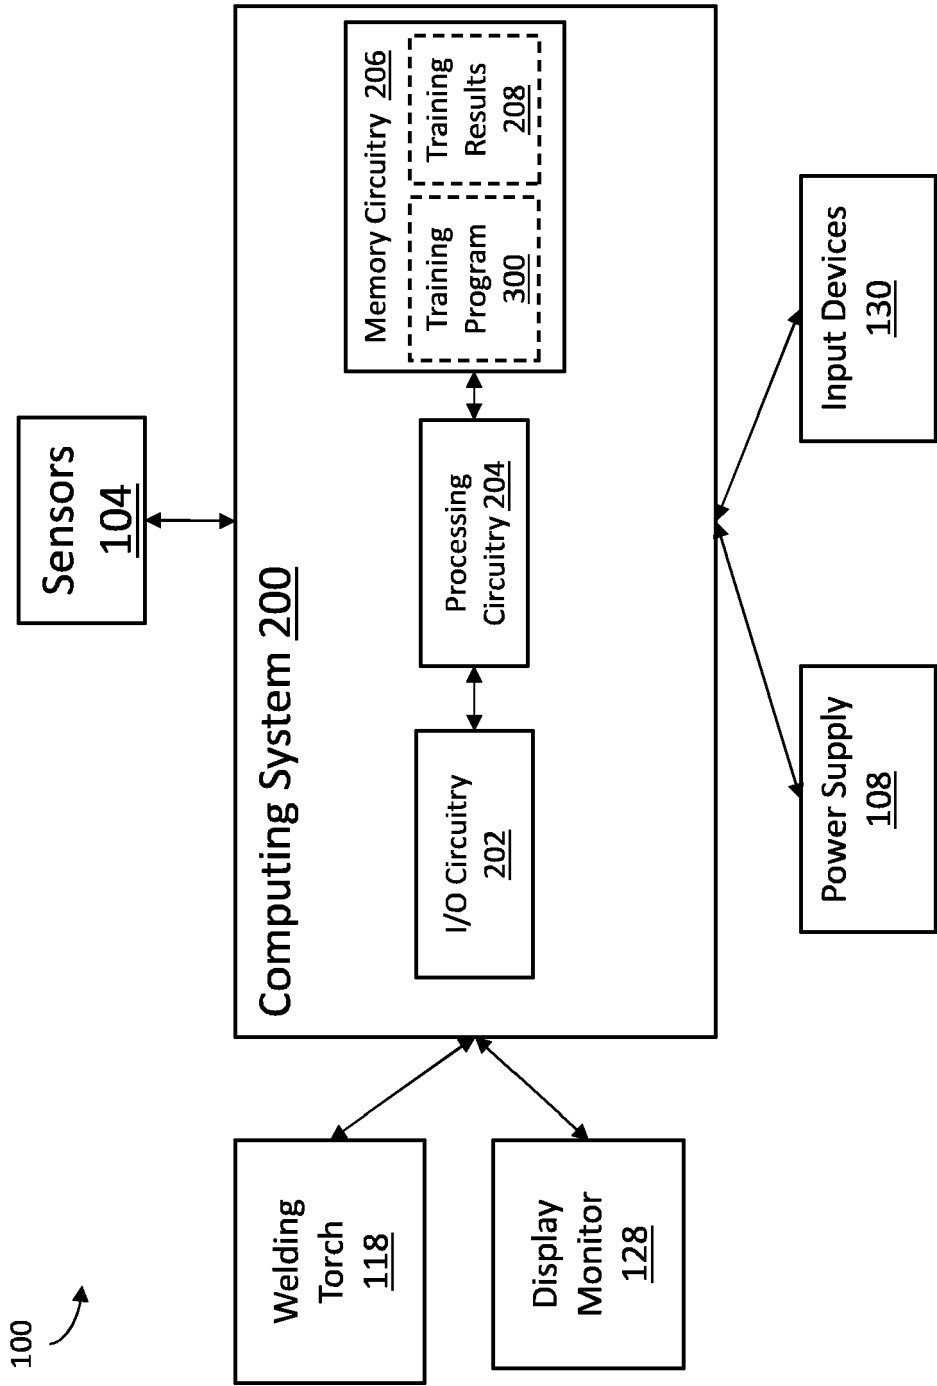 100
Sensors
104
Computing System 200
Memory Circuitry 206
Training
Program
300
Training
Results
208
Processing
Circuitry 204
I/O Circuitry
202
Welding
Torch
118
Display
Monitor
128
Power Supply
108
Input Devices
130